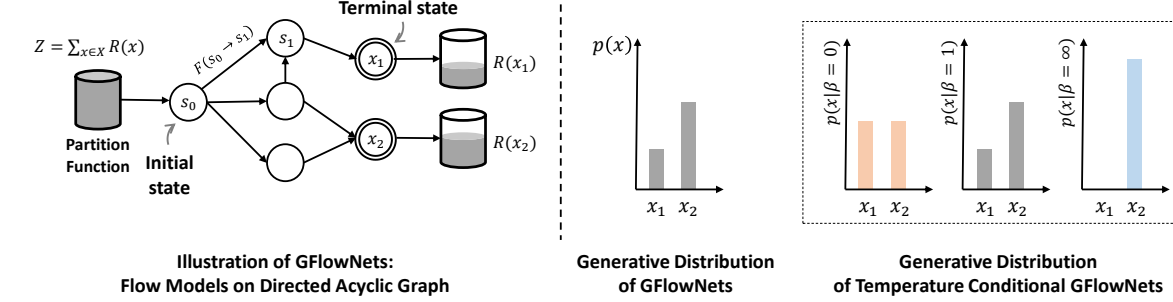 Terminal state
Z = ∑x∈X R(x)
F(s0 → s1)
s1
x1
R(x1)
s0
Partition
Function
Initial
state
x2
R(x2)
Illustration of GFlowNets:
Flow Models on Directed Acyclic Graph
p(x)
x1 x2
Generative Distribution
of GFlowNets
p(x|β = 0)
x1 x2
p(x|β = 1)
x1 x2
p(x|β = ∞)
x1 x2
Generative Distribution
of Temperature Conditional GFlowNets